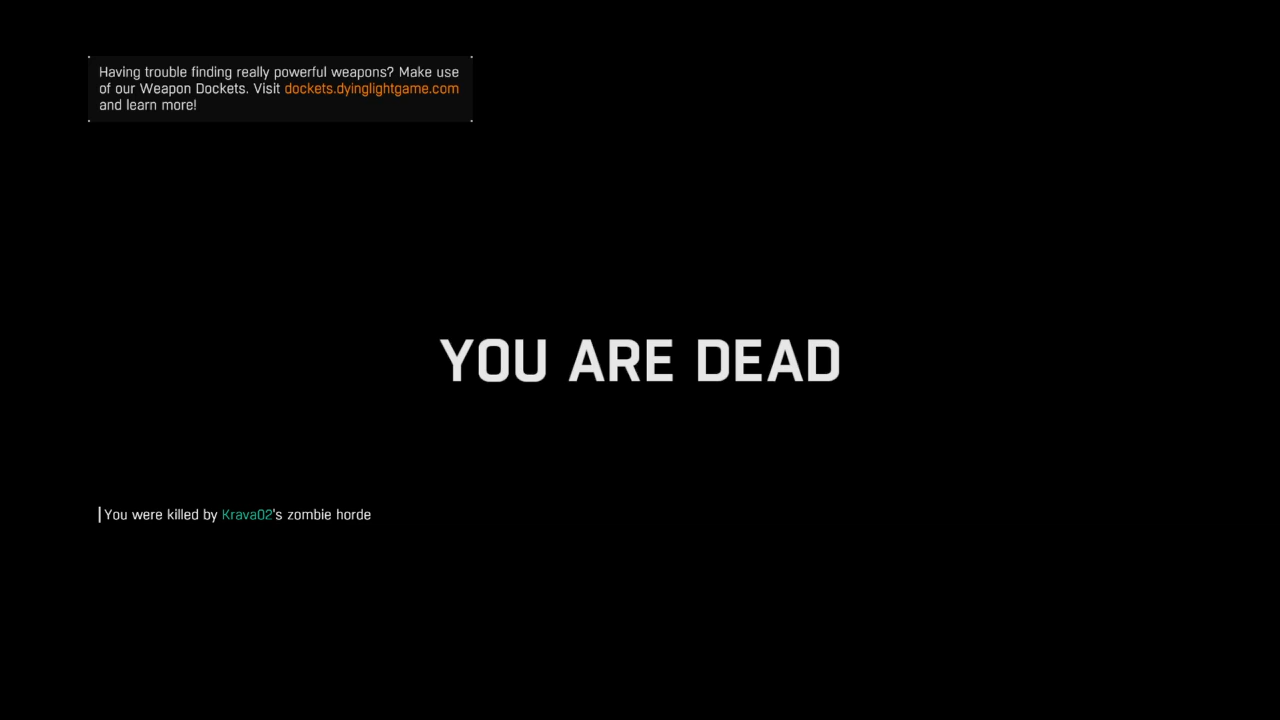 Having trouble finding really powerful weapons? Make use
of our Weapon Dockets. Visit dockets.dyinglightgame.com
and learn more!
YOU ARE DEAD
You were killed by Krava02's zombie horde